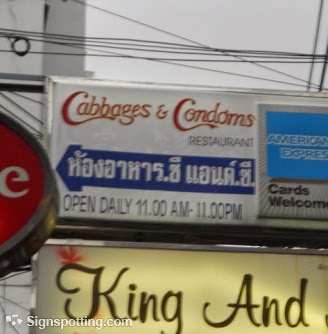 Cabbages & Condoms
RESTAURANT
ห้องอาหาร.ซี แอนด์.ซี.
OPEN DAILY 11.00 AM-11.00PM
AMERICAN
EXPRESS
Cards
Welcome
e
King And
Signspotting.com